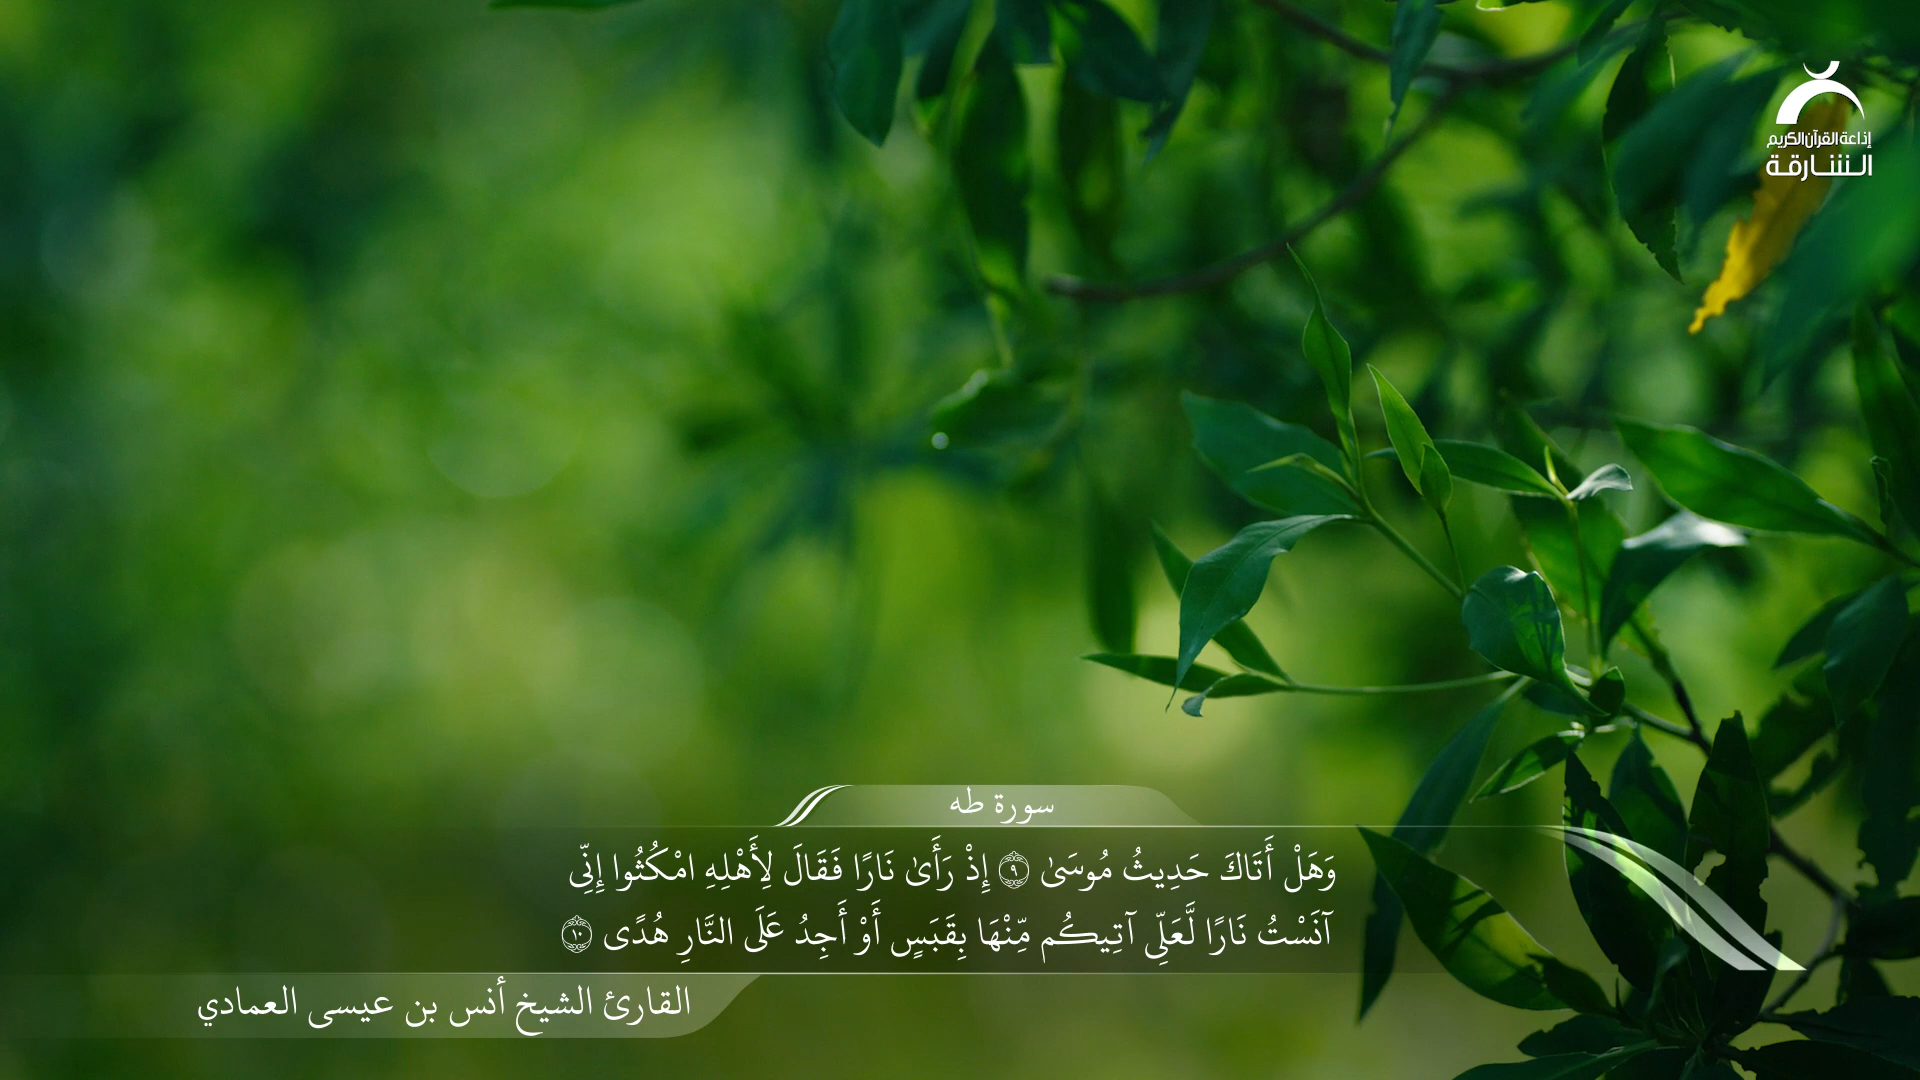 إذاعة القرآن الكريم
الشارقة
سورة طه
وَهَلْ أَتَاكَ حَدِيثُ مُوسَىٰ ۝٩ إِذْ رَأَىٰ نَارًا فَقَالَ لِأَهْلِهِ امْكُثُوا إِنِّي
آنَسْتُ نَارًا لَّعَلِّي آتِيكُم مِّنْهَا بِقَبَسٍ أَوْ أَجِدُ عَلَى النَّارِ هُدًى ۝١٠
القارئ الشيخ أنس بن عيسى العمادي